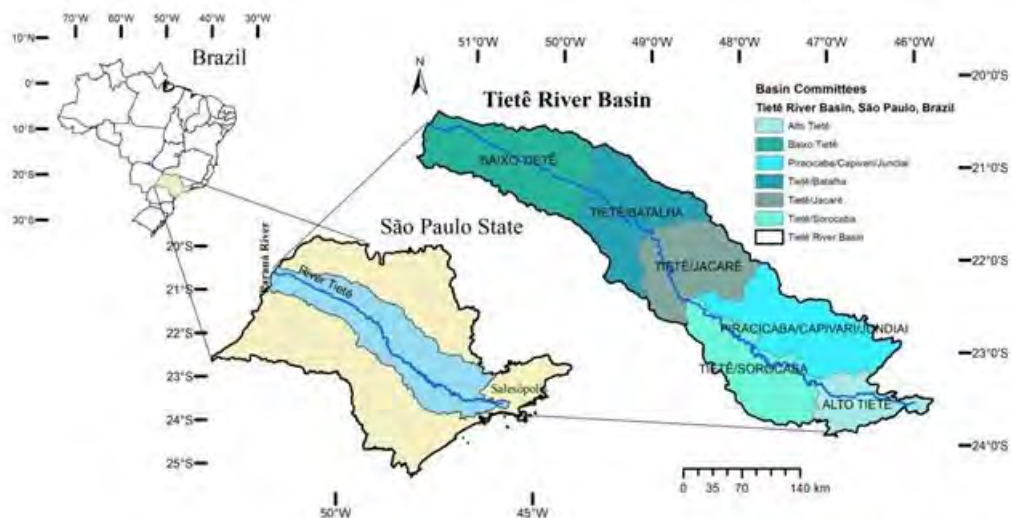 70°W 60°W 50°W 40°W 30°W
10°N
0°
10°S
20°S
30°S
Brazil
N
Tietê River Basin
51°0'W 50°0'W 49°0'W 48°0'W 47°0'W 46°0'W
20°0'S
21°0'S
22°0'S
23°0'S
24°0'S
Basin Committees
Tietê River Basin, São Paulo, Brazil
Alto Tietê
Baixo Tietê
Piracicaba/Capivari/Jundiai
Tietê/Batalha
Tietê/Jacaré
Tietê/Sorocaba
Tietê River Basin
BAIXO TIETÊ
TIETÊ/BATALHA
TIETÊ/JACARÉ
PIRACICABA/CAPIVARI/JUNDIAI
TIETÊ/SOROCABA
ALTO TIETÊ
São Paulo State
Paraná River
River Tietê
Salesópolis
20°S
21°S
22°S
23°S
24°S
25°S
50°W 45°W
0 35 70 140 km